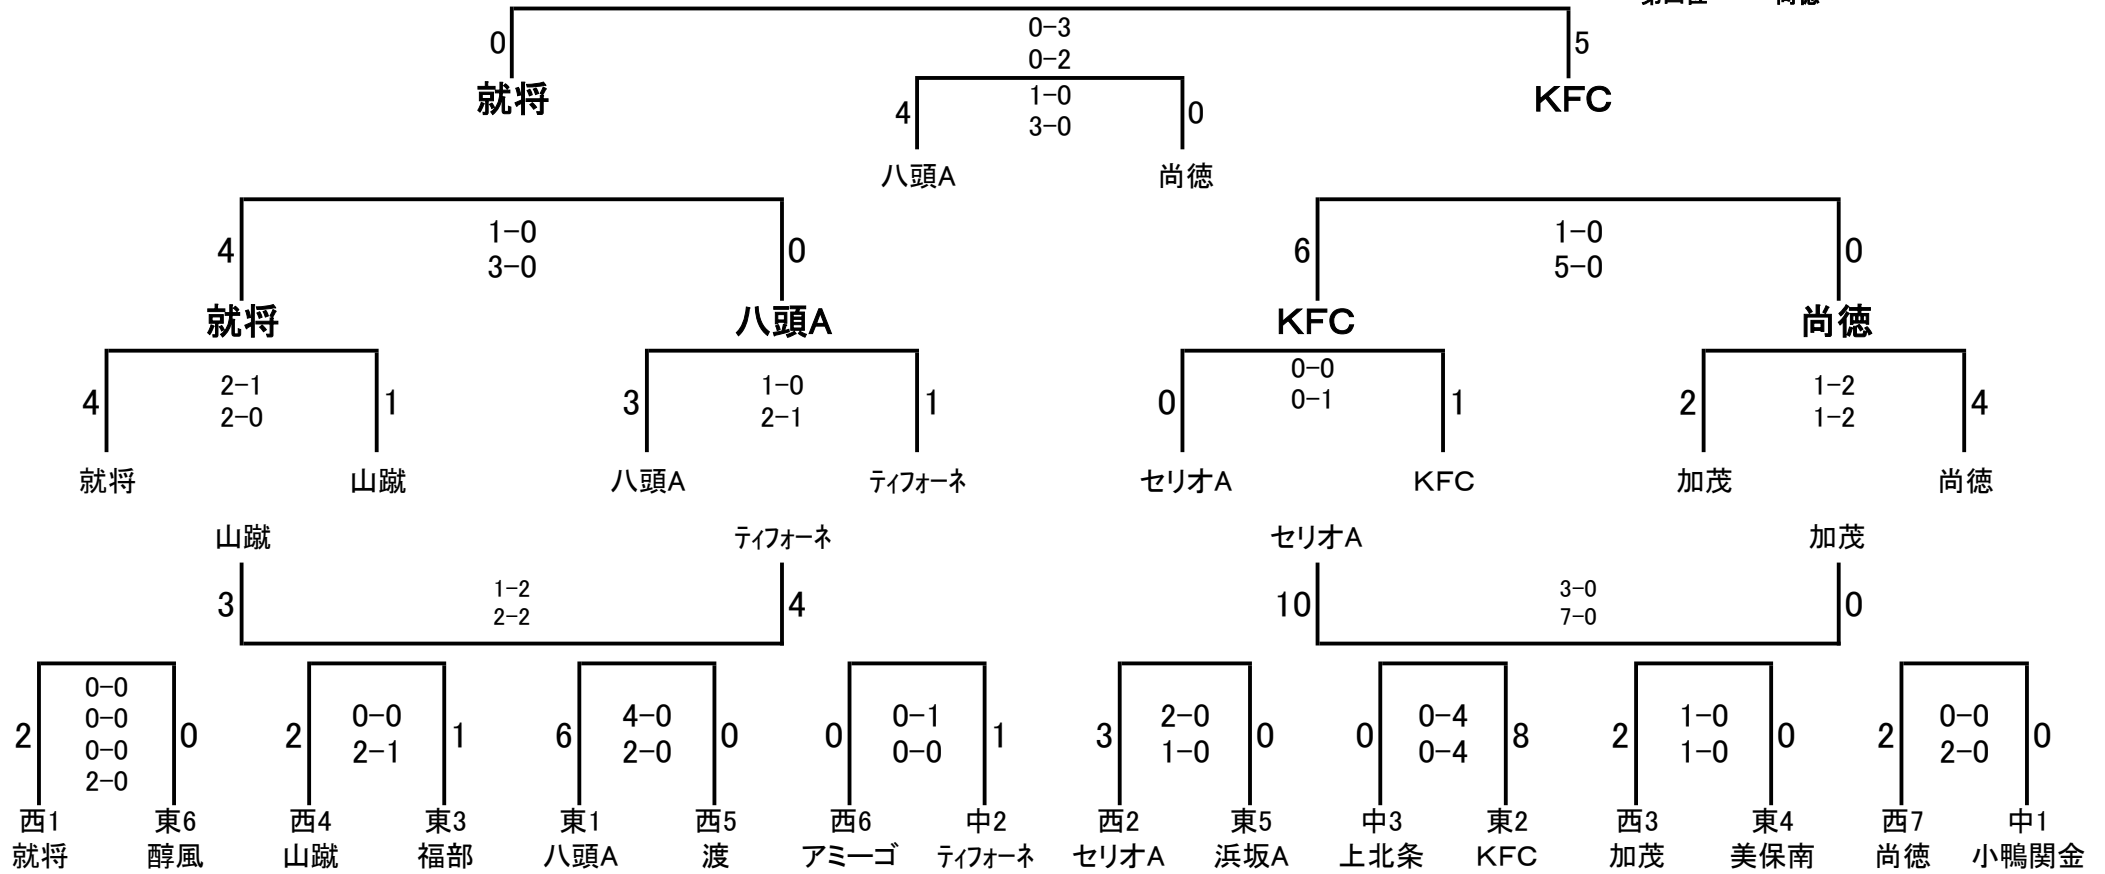 0 0-3 5
0-2
就将 KFC
4 1-0 0
3-0
八頭A 尚徳
4 1-0 0 6 1-0 0
3-0 5-0
就将 八頭A KFC 尚徳
4 2-1 1 3 1-0 1 0 0-0 1 2 1-2 4
2-0 2-1 0-1 1-2
就将 山蹴 八頭A ティフォーネ セリオA KFC 加茂 尚徳
山蹴 ティフォーネ セリオA 加茂
3 1-2 4 10 3-0 0
2-2 7-0
0-0
0-0 0-0 4-0 0-1 2-0 0-4 1-0 0-0
2 0 2 1 6 0 0 1 3 0 0 8 2 0 2 0
0-0 2-1 2-0 0-0 1-0 0-4 1-0 2-0
2-0
西1 東6 西4 東3 東1 西5 西6 中2 西2 東5 中3 東2 西3 東4 西7 中1
就将 醇風 山蹴 福部 八頭A 渡 アミーゴ ティフォーネ セリオA 浜坂A 上北条 KFC 加茂 美保南 尚徳 小鴨関金